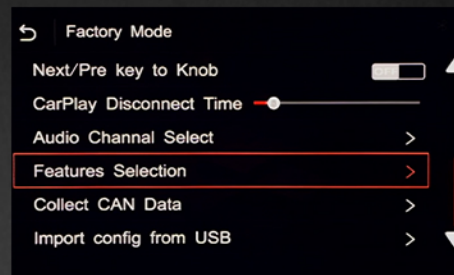 Factory Mode
Next/Pre key to Knob
CarPlay Disconnect Time
Audio Channel Select
Features Selection
Collect CAN Data
Import config from USB